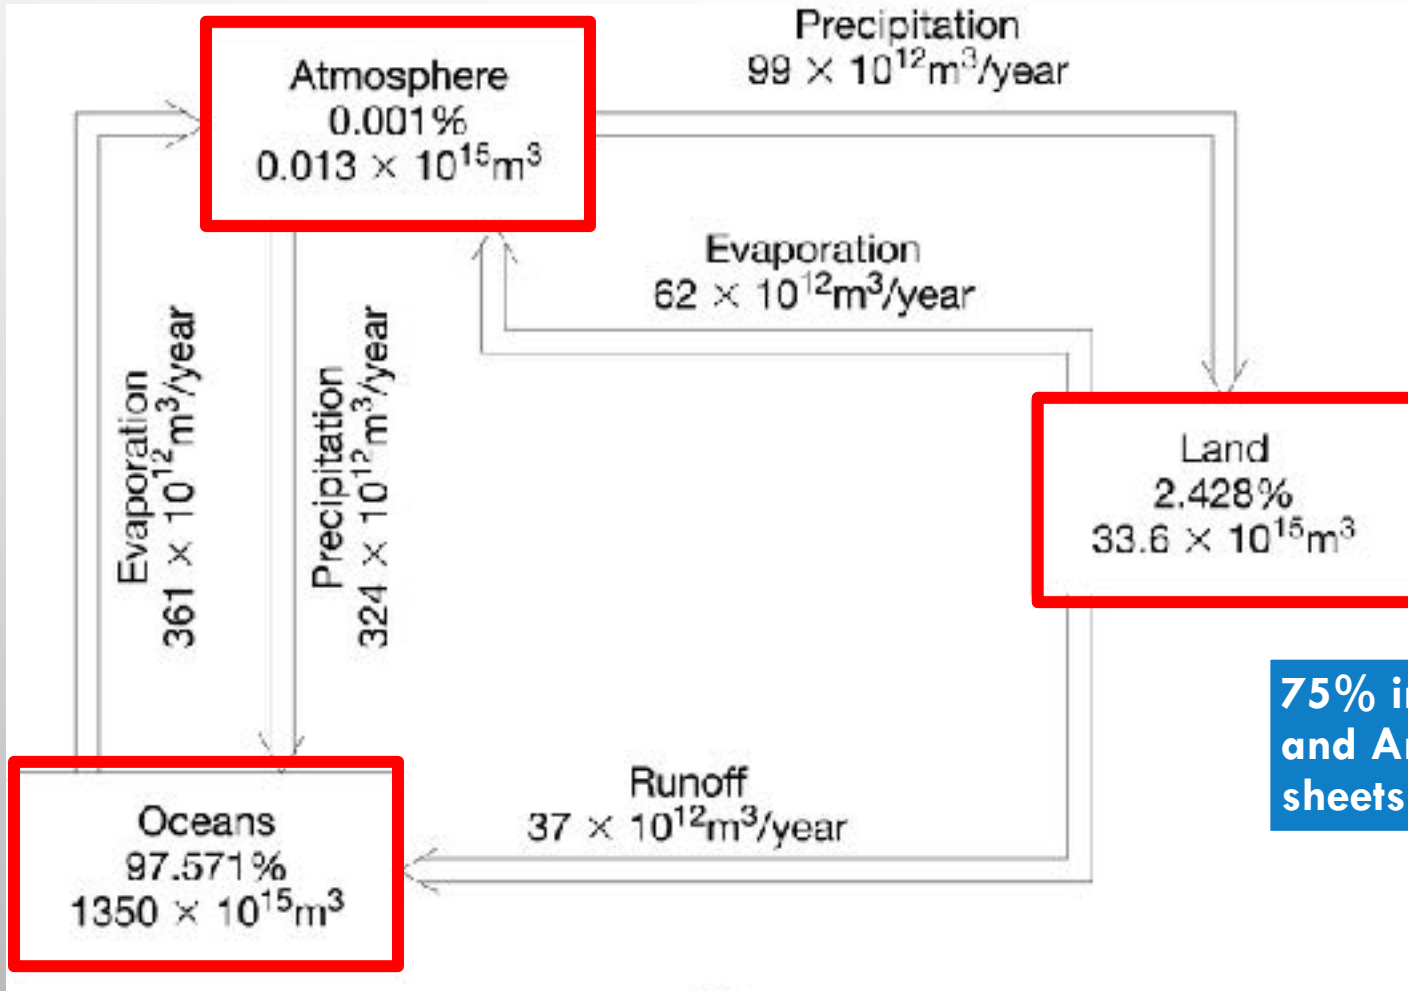 Precipitation
99 × 10¹²m³/year
Atmosphere
0.001%
0.013 × 10¹⁵m³
Evaporation
62 × 10¹²m³/year
Evaporation
361 × 10¹²m³/year
Precipitation
324 × 10¹²m³/year
Land
2.428%
33.6 × 10¹⁵m³
75%
and
sheets
Runoff
37 × 10¹²m³/year
Oceans
97.571%
1350 × 10¹⁵m³